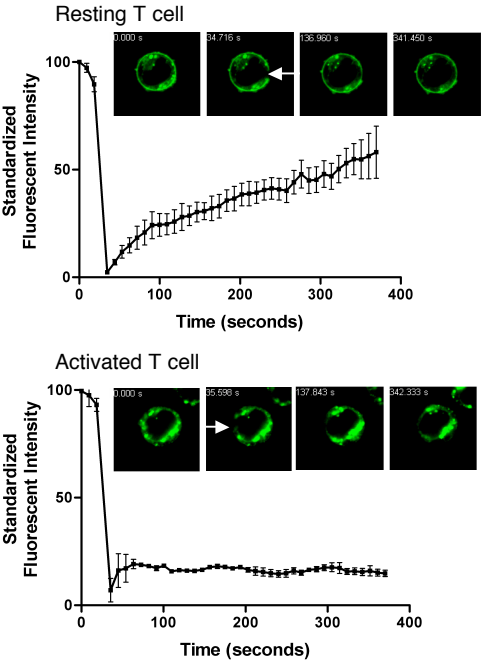 Resting T cell
0.000 s
34.716 s
136.960 s
341.450 s
100
50
0
0
100
200
300
400
Standardized
Fluorescent Intensity
Time (seconds)
Activated T cell
0.000 s
35.598 s
137.843 s
342.333 s
100
50
0
0
100
200
300
400
Standardized
Fluorescent Intensity
Time (seconds)